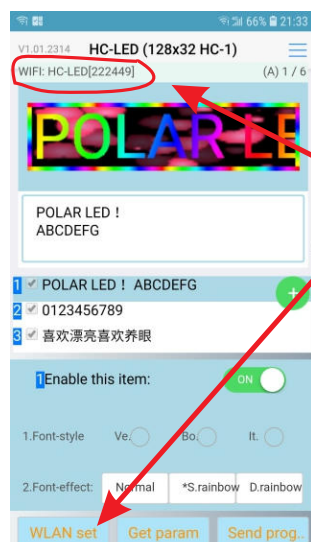 66% 21:33
V1.01.2314 HC-LED (128x32 HC-1)
WIFI: HC-LED[222449] (A) 1 / 6
POLAR LE
POLAR LED！
ABCDEFG
1 POLAR LED！ ABCDEFG
2 0123456789
3 喜欢漂亮喜欢养眼
1 Enable this item: ON
1.Font-style Ve. Bo. It.
2.Font-effect: Normal *S.rainbow D.rainbow
WLAN set Get param Send prog..